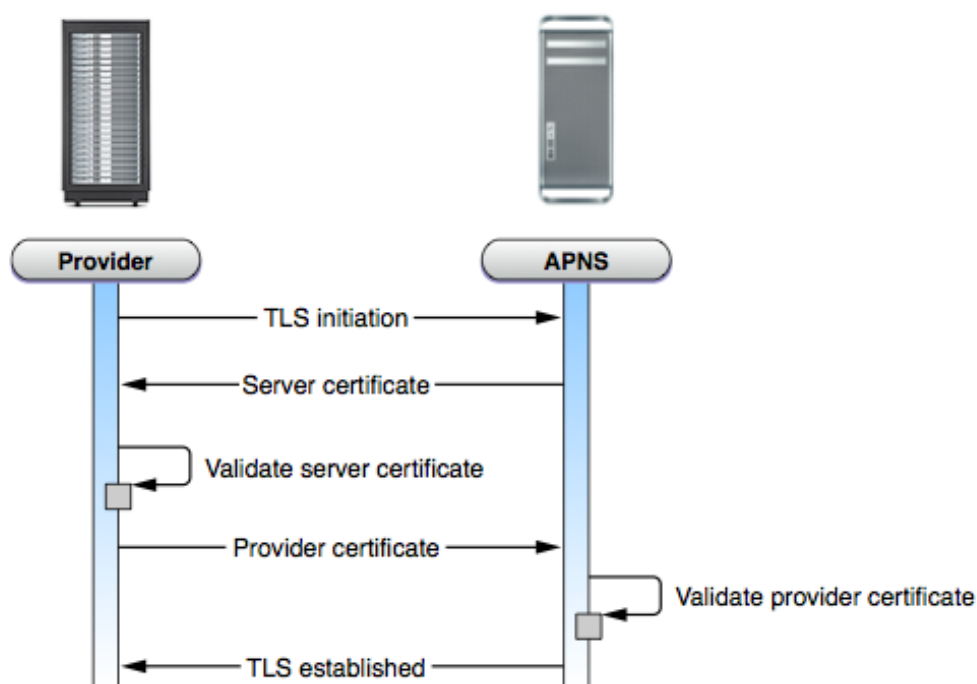 Provider
APNS
TLS initiation
Server certificate
Validate server certificate
Provider certificate
Validate provider certificate
TLS established